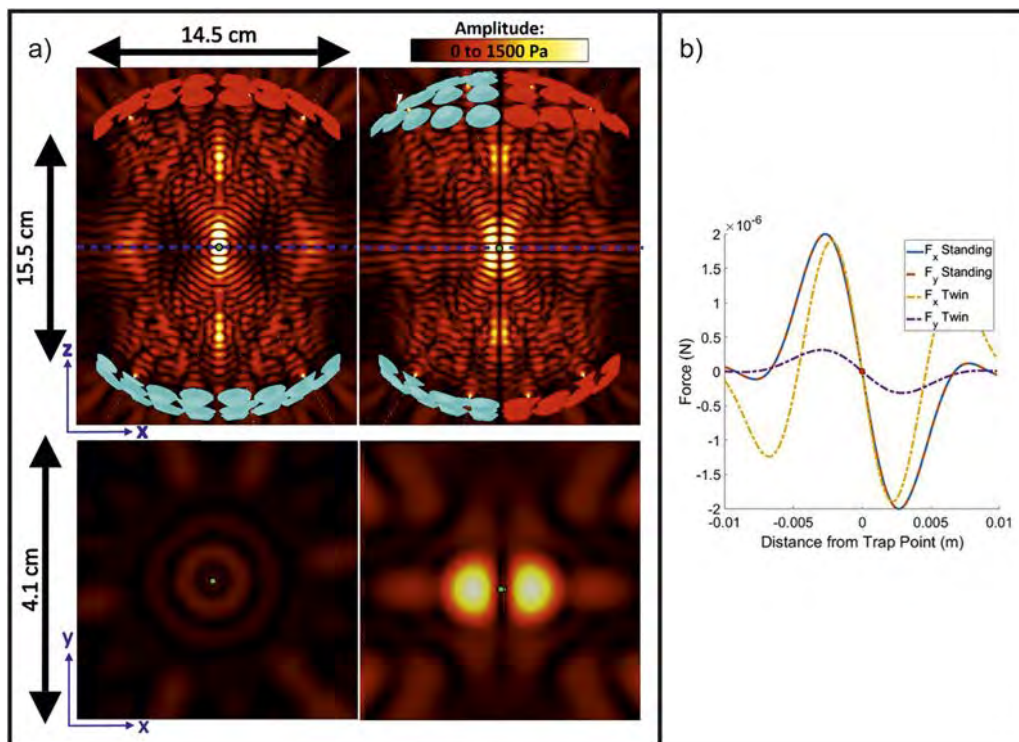 a)
14.5 cm
Amplitude:
0 to 1500 Pa
15.5 cm
z
x
4.1 cm
y
x
b)
×10⁻⁶
2
1.5
1
0.5
0
-0.5
-1
-1.5
-2
Force (N)
-0.01
-0.005
0
0.005
0.01
Distance from Trap Point (m)
Fx Standing
Fy Standing
Fx Twin
Fy Twin